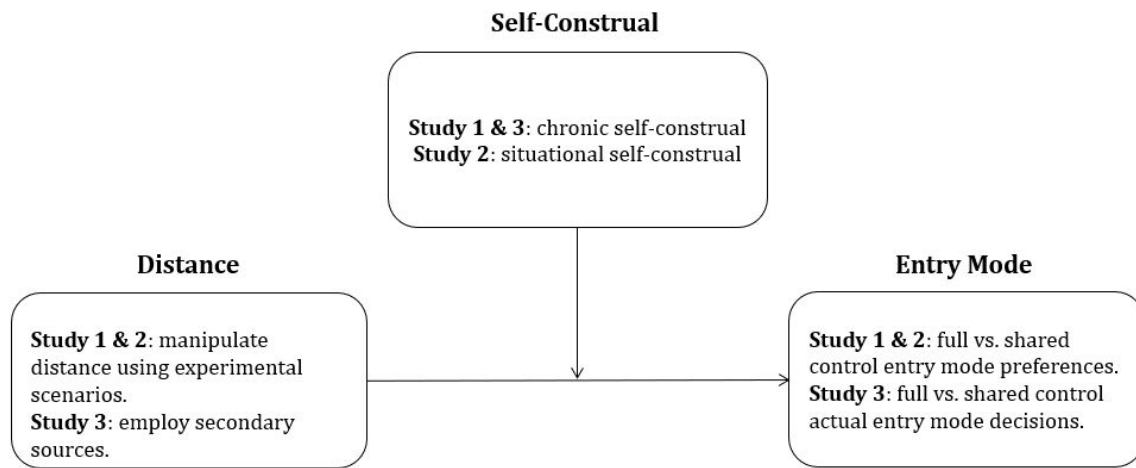 Self-Construal
Study 1 & 3: chronic self-construal
Study 2: situational self-construal
Distance
Study 1 & 2: manipulate
distance using experimental
scenarios.
Study 3: employ secondary
sources.
Entry Mode
Study 1 & 2: full vs. shared
control entry mode preferences.
Study 3: full vs. shared control
actual entry mode decisions.